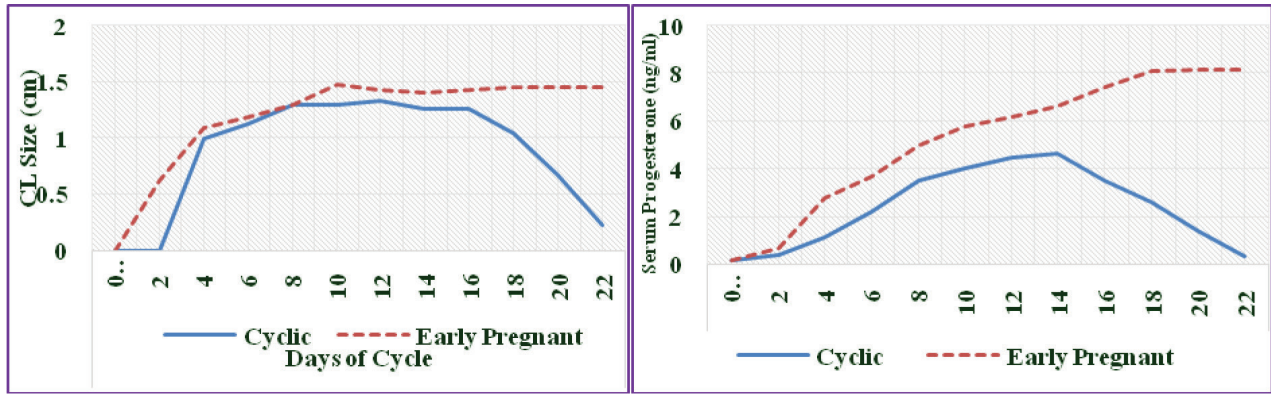 CL Size (cm)
2
1.5
1
0.5
0
0.. 2 4 6 8 10 12 14 16 18 20 22
Cyclic Early Pregnant
Days of Cycle
Serum Progesterone (ng/ml)
10
8
6
4
2
0
0.. 2 4 6 8 10 12 14 16 18 20 22
Cyclic Early Pregnant